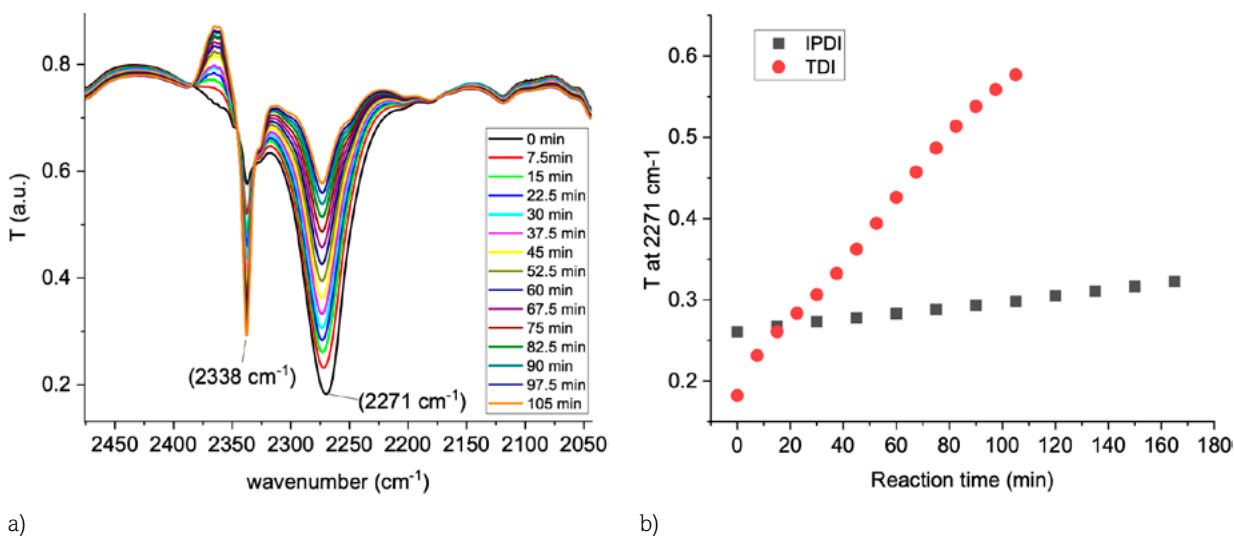 T (a.u.)
0.8
0.6
0.4
0.2
0 min
7.5min
15 min
22.5 min
30 min
37.5 min
45 min
52.5 min
60 min
67.5 min
75 min
82.5 min
90 min
97.5 min
105 min
(2338 cm⁻¹)
(2271 cm⁻¹)
2450 2400 2350 2300 2250 2200 2150 2100 2050
wavenumber (cm⁻¹)
a)
T at 2271 cm-1
0.6
0.5
0.4
0.3
0.2
IPDI
TDI
0 20 40 60 80 100 120 140 160 180
Reaction time (min)
b)